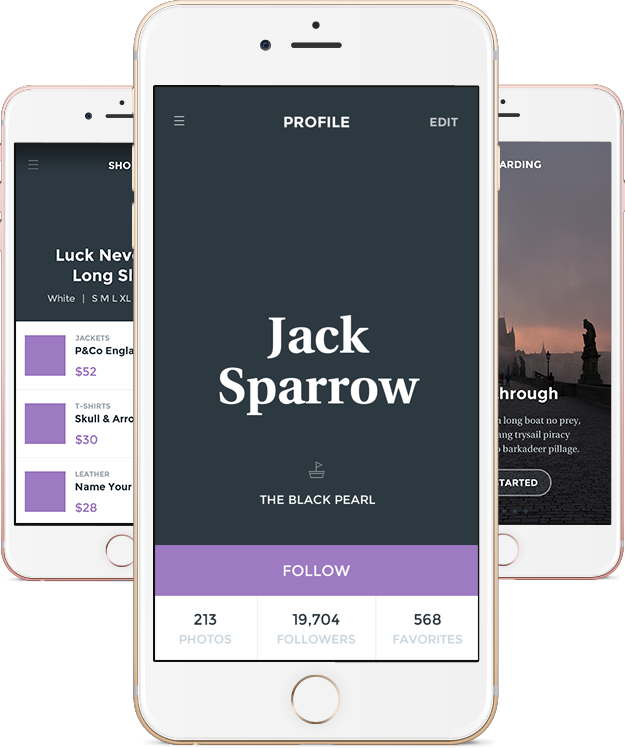 PROFILE
EDIT
Jack
Sparrow
THE BLACK PEARL
FOLLOW
213
PHOTOS
19,704
FOLLOWERS
568
FAVORITES
SHO
Luck Nev
Long Sl
White | S M L XL
JACKETS
P&Co Engla
$52
T-SHIRTS
Skull & Arro
$30
LEATHER
Name Your
$28
ARDING
hrough
long boat no prey,
ang trysail piracy
barkadeer pillage.
STARTED